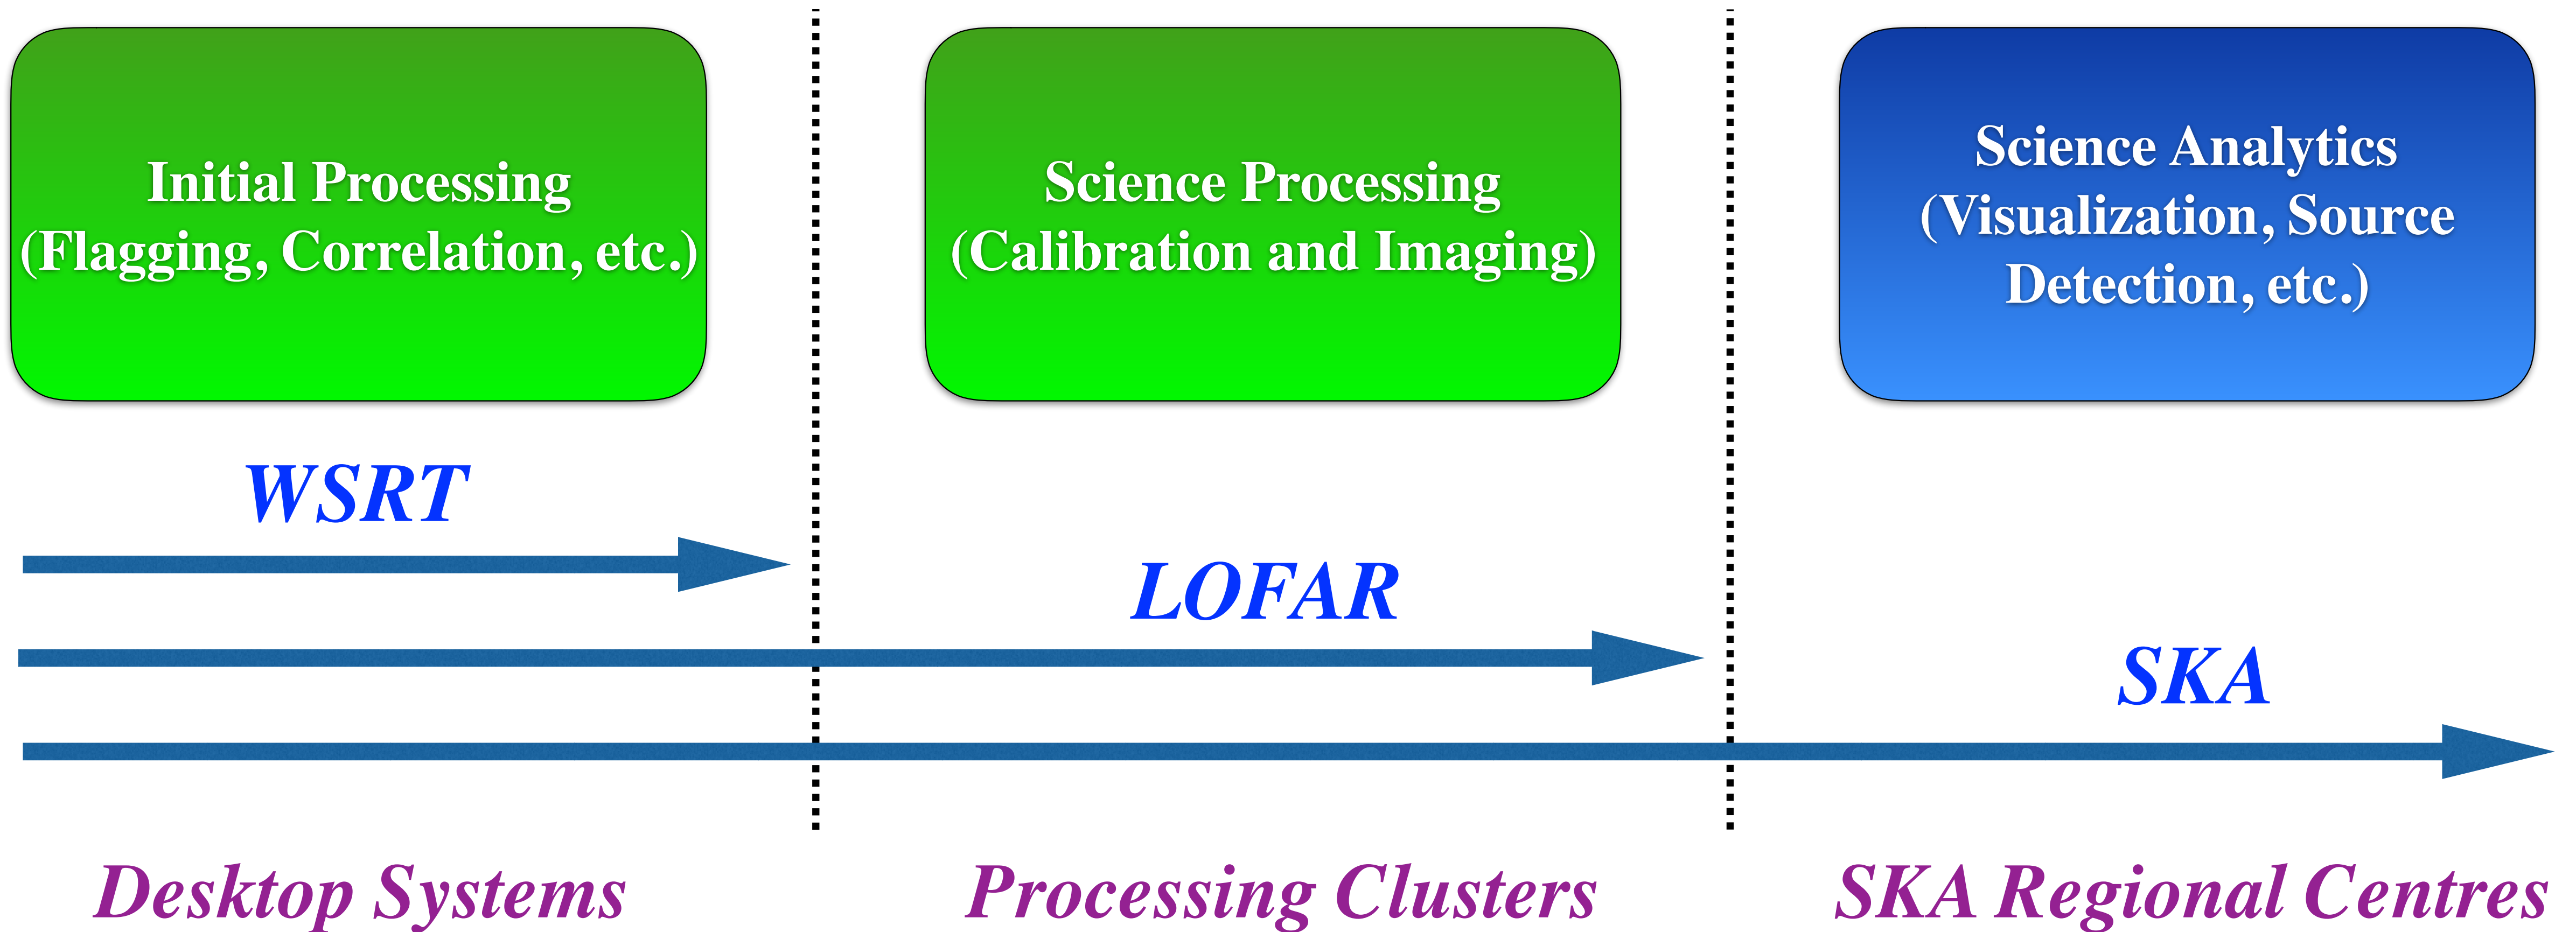 Initial Processing
(Flagging, Correlation, etc.)
Science Processing
(Calibration and Imaging)
Science Analytics
(Visualization, Source
Detection, etc.)
WSRT
LOFAR
SKA
Desktop Systems
Processing Clusters
SKA Regional Centres